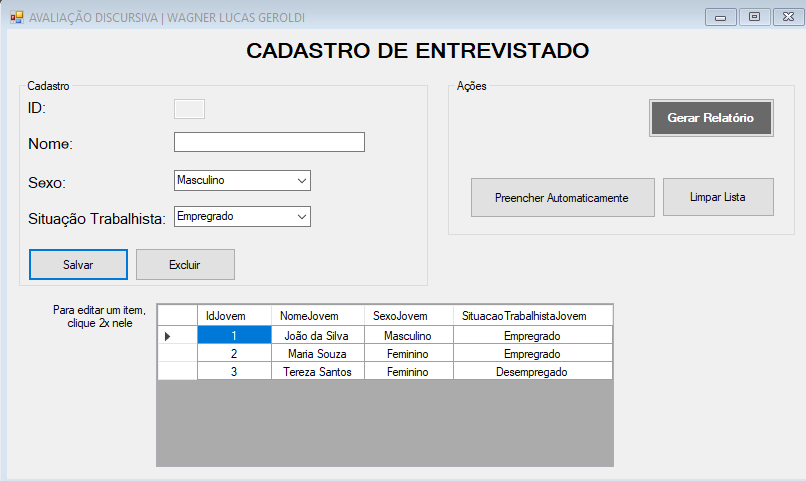 AVALIAÇÃO DISCURSIVA | WAGNER LUCAS GEROLDI
CADASTRO DE ENTREVISTADO
Cadastro
ID:
Nome:
Sexo: Masculino
Situação Trabalhista: Empregrado
Salvar Excluir
Ações
Gerar Relatório
Preencher Automaticamente Limpar Lista
Para editar um item,
clique 2x nele
IdJovem NomeJovem SexoJovem SituacaoTrabalhistaJovem
1 João da Silva Masculino Empregrado
2 Maria Souza Feminino Empregrado
3 Tereza Santos Feminino Desempregado